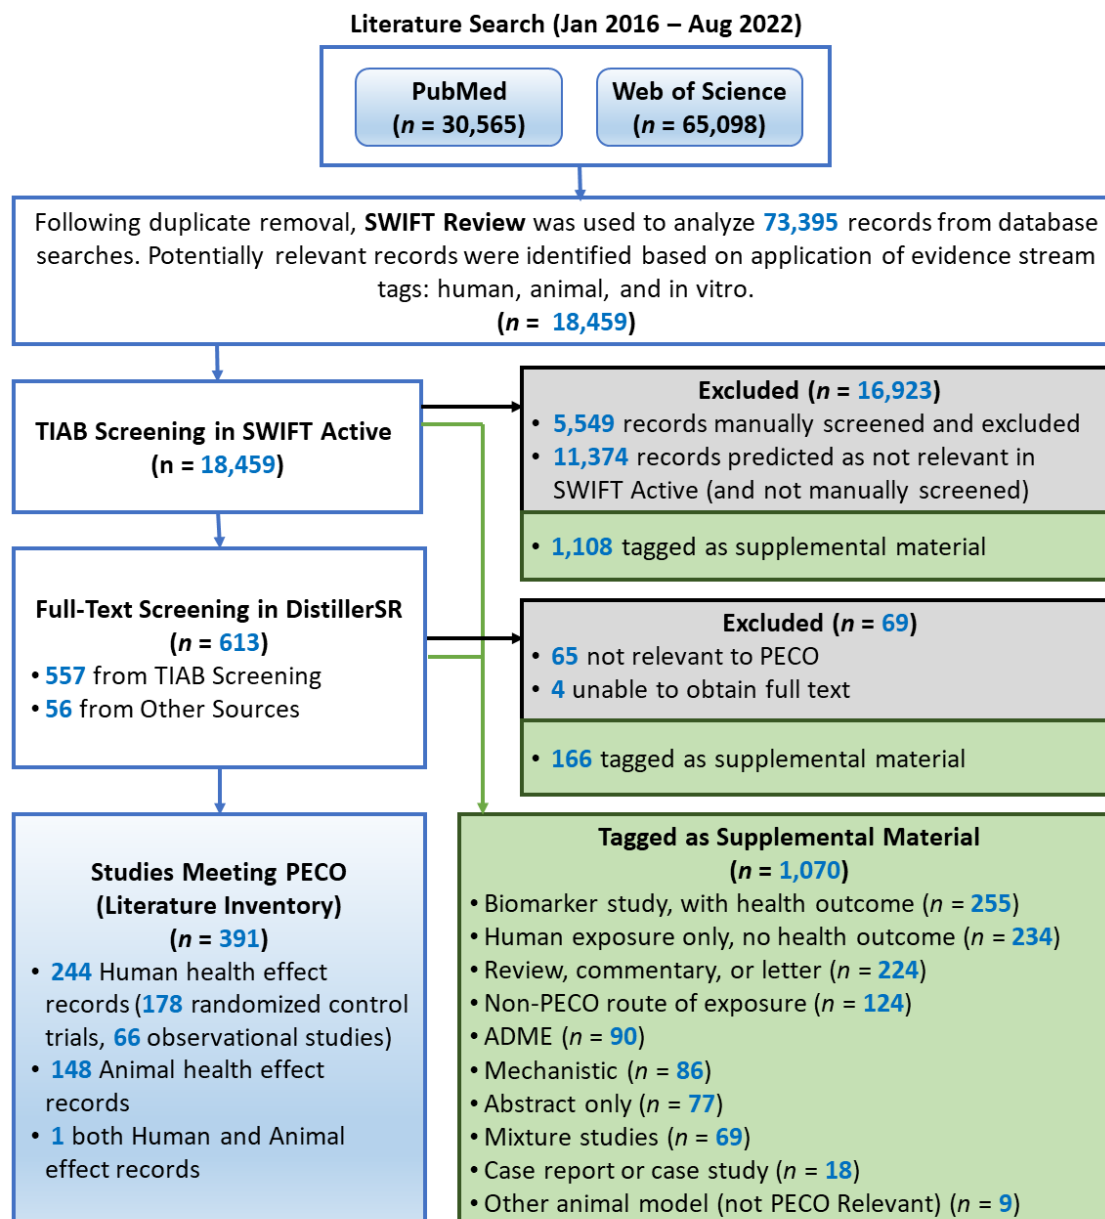 Literature Search (Jan 2016 – Aug 2022)
PubMed
(n = 30,565)
Web of Science
(n = 65,098)
Following duplicate removal, SWIFT Review was used to analyze 73,395 records from database
searches. Potentially relevant records were identified based on application of evidence stream
tags: human, animal, and in vitro.
(n = 18,459)
TIAB Screening in SWIFT Active
(n = 18,459)
Excluded (n = 16,923)
• 5,549 records manually screened and excluded
• 11,374 records predicted as not relevant in
SWIFT Active (and not manually screened)
• 1,108 tagged as supplemental material
Full-Text Screening in DistillerSR
(n = 613)
• 557 from TIAB Screening
• 56 from Other Sources
Excluded (n = 69)
• 65 not relevant to PECO
• 4 unable to obtain full text
• 166 tagged as supplemental material
Studies Meeting PECO
(Literature Inventory)
(n = 391)
• 244 Human health effect
records (178 randomized control
trials, 66 observational studies)
• 148 Animal health effect
records
• 1 both Human and Animal
effect records
Tagged as Supplemental Material
(n = 1,070)
• Biomarker study, with health outcome (n = 255)
• Human exposure only, no health outcome (n = 234)
• Review, commentary, or letter (n = 224)
• Non-PECO route of exposure (n = 124)
• ADME (n = 90)
• Mechanistic (n = 86)
• Abstract only (n = 77)
• Mixture studies (n = 69)
• Case report or case study (n = 18)
• Other animal model (not PECO Relevant) (n = 9)